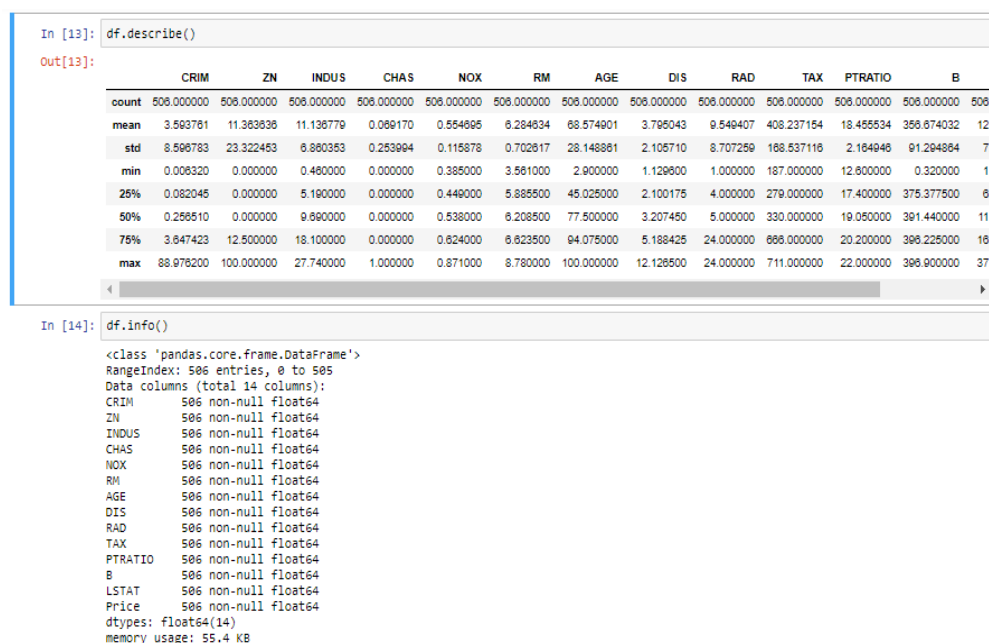 In [13]: df.describe()
Out[13]:
CRIM ZN INDUS CHAS NOX RM AGE DIS RAD TAX PTRATIO B
count 506.000000 506.000000 506.000000 506.000000 506.000000 506.000000 506.000000 506.000000 506.000000 506.000000 506.000000 506.000000 506
mean 3.593761 11.363636 11.136779 0.069170 0.554695 6.284634 68.574901 3.795043 9.549407 408.237154 18.455534 356.674032 12
std 8.596783 23.322453 6.860353 0.253994 0.115878 0.702617 28.148861 2.105710 8.707259 168.537116 2.164946 91.294864 7
min 0.006320 0.000000 0.460000 0.000000 0.385000 3.561000 2.900000 1.129600 1.000000 187.000000 12.600000 0.320000 1
25% 0.082045 0.000000 5.190000 0.000000 0.449000 5.885500 45.025000 2.100175 4.000000 279.000000 17.400000 375.377500 6
50% 0.256510 0.000000 9.690000 0.000000 0.538000 6.208500 77.500000 3.207450 5.000000 330.000000 19.050000 391.440000 11
75% 3.647423 12.500000 18.100000 0.000000 0.624000 6.623500 94.075000 5.188425 24.000000 666.000000 20.200000 396.225000 16
max 88.976200 100.000000 27.740000 1.000000 0.871000 8.780000 100.000000 12.126500 24.000000 711.000000 22.000000 396.900000 37
In [14]: df.info()
<class 'pandas.core.frame.DataFrame'>
RangeIndex: 506 entries, 0 to 505
Data columns (total 14 columns):
CRIM 506 non-null float64
ZN 506 non-null float64
INDUS 506 non-null float64
CHAS 506 non-null float64
NOX 506 non-null float64
RM 506 non-null float64
AGE 506 non-null float64
DIS 506 non-null float64
RAD 506 non-null float64
TAX 506 non-null float64
PTRATIO 506 non-null float64
B 506 non-null float64
LSTAT 506 non-null float64
Price 506 non-null float64
dtypes: float64(14)
memory usage: 55.4 KB